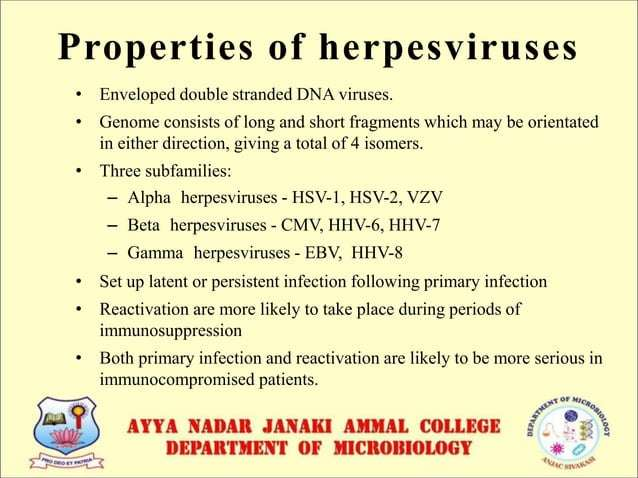 Properties of herpesviruses
• Enveloped double stranded DNA viruses.
• Genome consists of long and short fragments which may be orientated
in either direction, giving a total of 4 isomers.
• Three subfamilies:
– Alpha herpesviruses - HSV-1, HSV-2, VZV
– Beta herpesviruses - CMV, HHV-6, HHV-7
– Gamma herpesviruses - EBV, HHV-8
• Set up latent or persistent infection following primary infection
• Reactivation are more likely to take place during periods of
immunosuppression
• Both primary infection and reactivation are likely to be more serious in
immunocompromised patients.
PRO DEO ET PATRIA
AYYA NADAR JANAKI AMMAL COLLEGE
DEPARTMENT OF MICROBIOLOGY
DEPARTMENT OF MICROBIOLOGY
ANJAC SIVAKASI